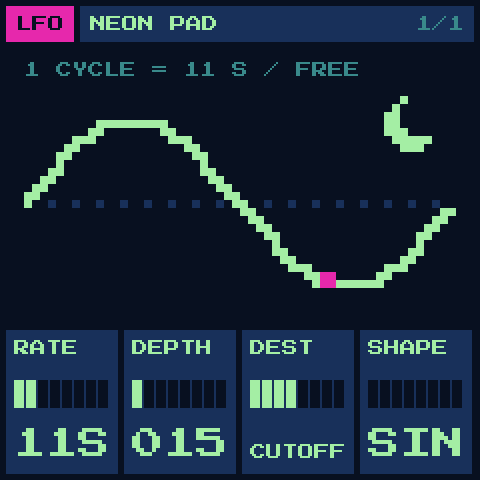 LFO NEON PAD 1/1
1 CYCLE = 11 S / FREE
RATE DEPTH DEST SHAPE
11S 015 CUTOFF SIN